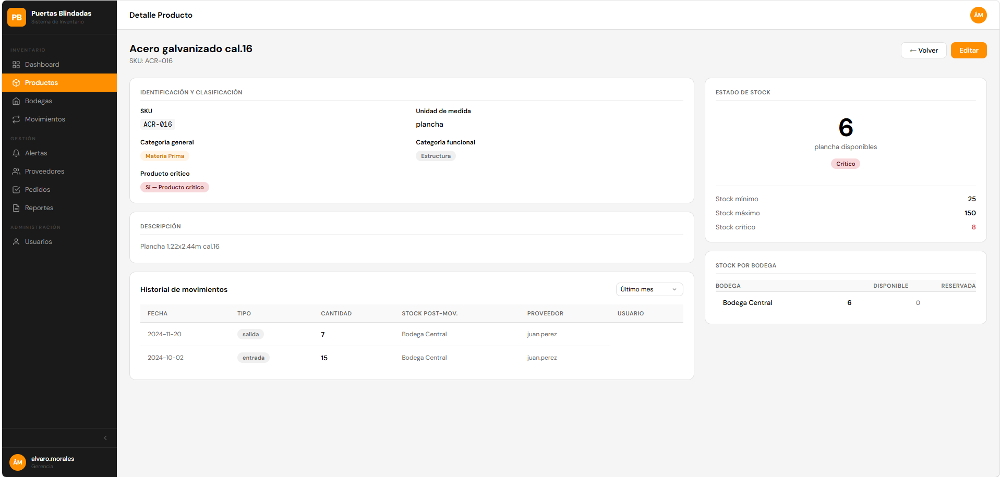 PB
Puertas Blindadas
Sistema de Inventario
INVENTARIO
Dashboard
Productos
Bodegas
Movimientos
GESTIÓN
Alertas
Proveedores
Pedidos
Reportes
ADMINISTRACIÓN
Usuarios
ÁM
alvaro.morales
Gerencia
Detalle Producto
ÁM
Acero galvanizado cal.16
SKU: ACR-016
← Volver
Editar
IDENTIFICACIÓN Y CLASIFICACIÓN
SKU
ACR-016
Unidad de medida
plancha
Categoría general
Materia Prima
Categoría funcional
Estructura
Producto crítico
Sí — Producto crítico
DESCRIPCIÓN
Plancha 1.22x2.44m cal.16
Historial de movimientos
Último mes
FECHA TIPO CANTIDAD STOCK POST-MOV. PROVEEDOR USUARIO
2024-11-20 salida 7 Bodega Central juan.perez
2024-10-02 entrada 15 Bodega Central juan.perez
ESTADO DE STOCK
6
plancha disponibles
Crítico
Stock mínimo 25
Stock máximo 150
Stock crítico 8
STOCK POR BODEGA
BODEGA DISPONIBLE RESERVADA
Bodega Central 6 0